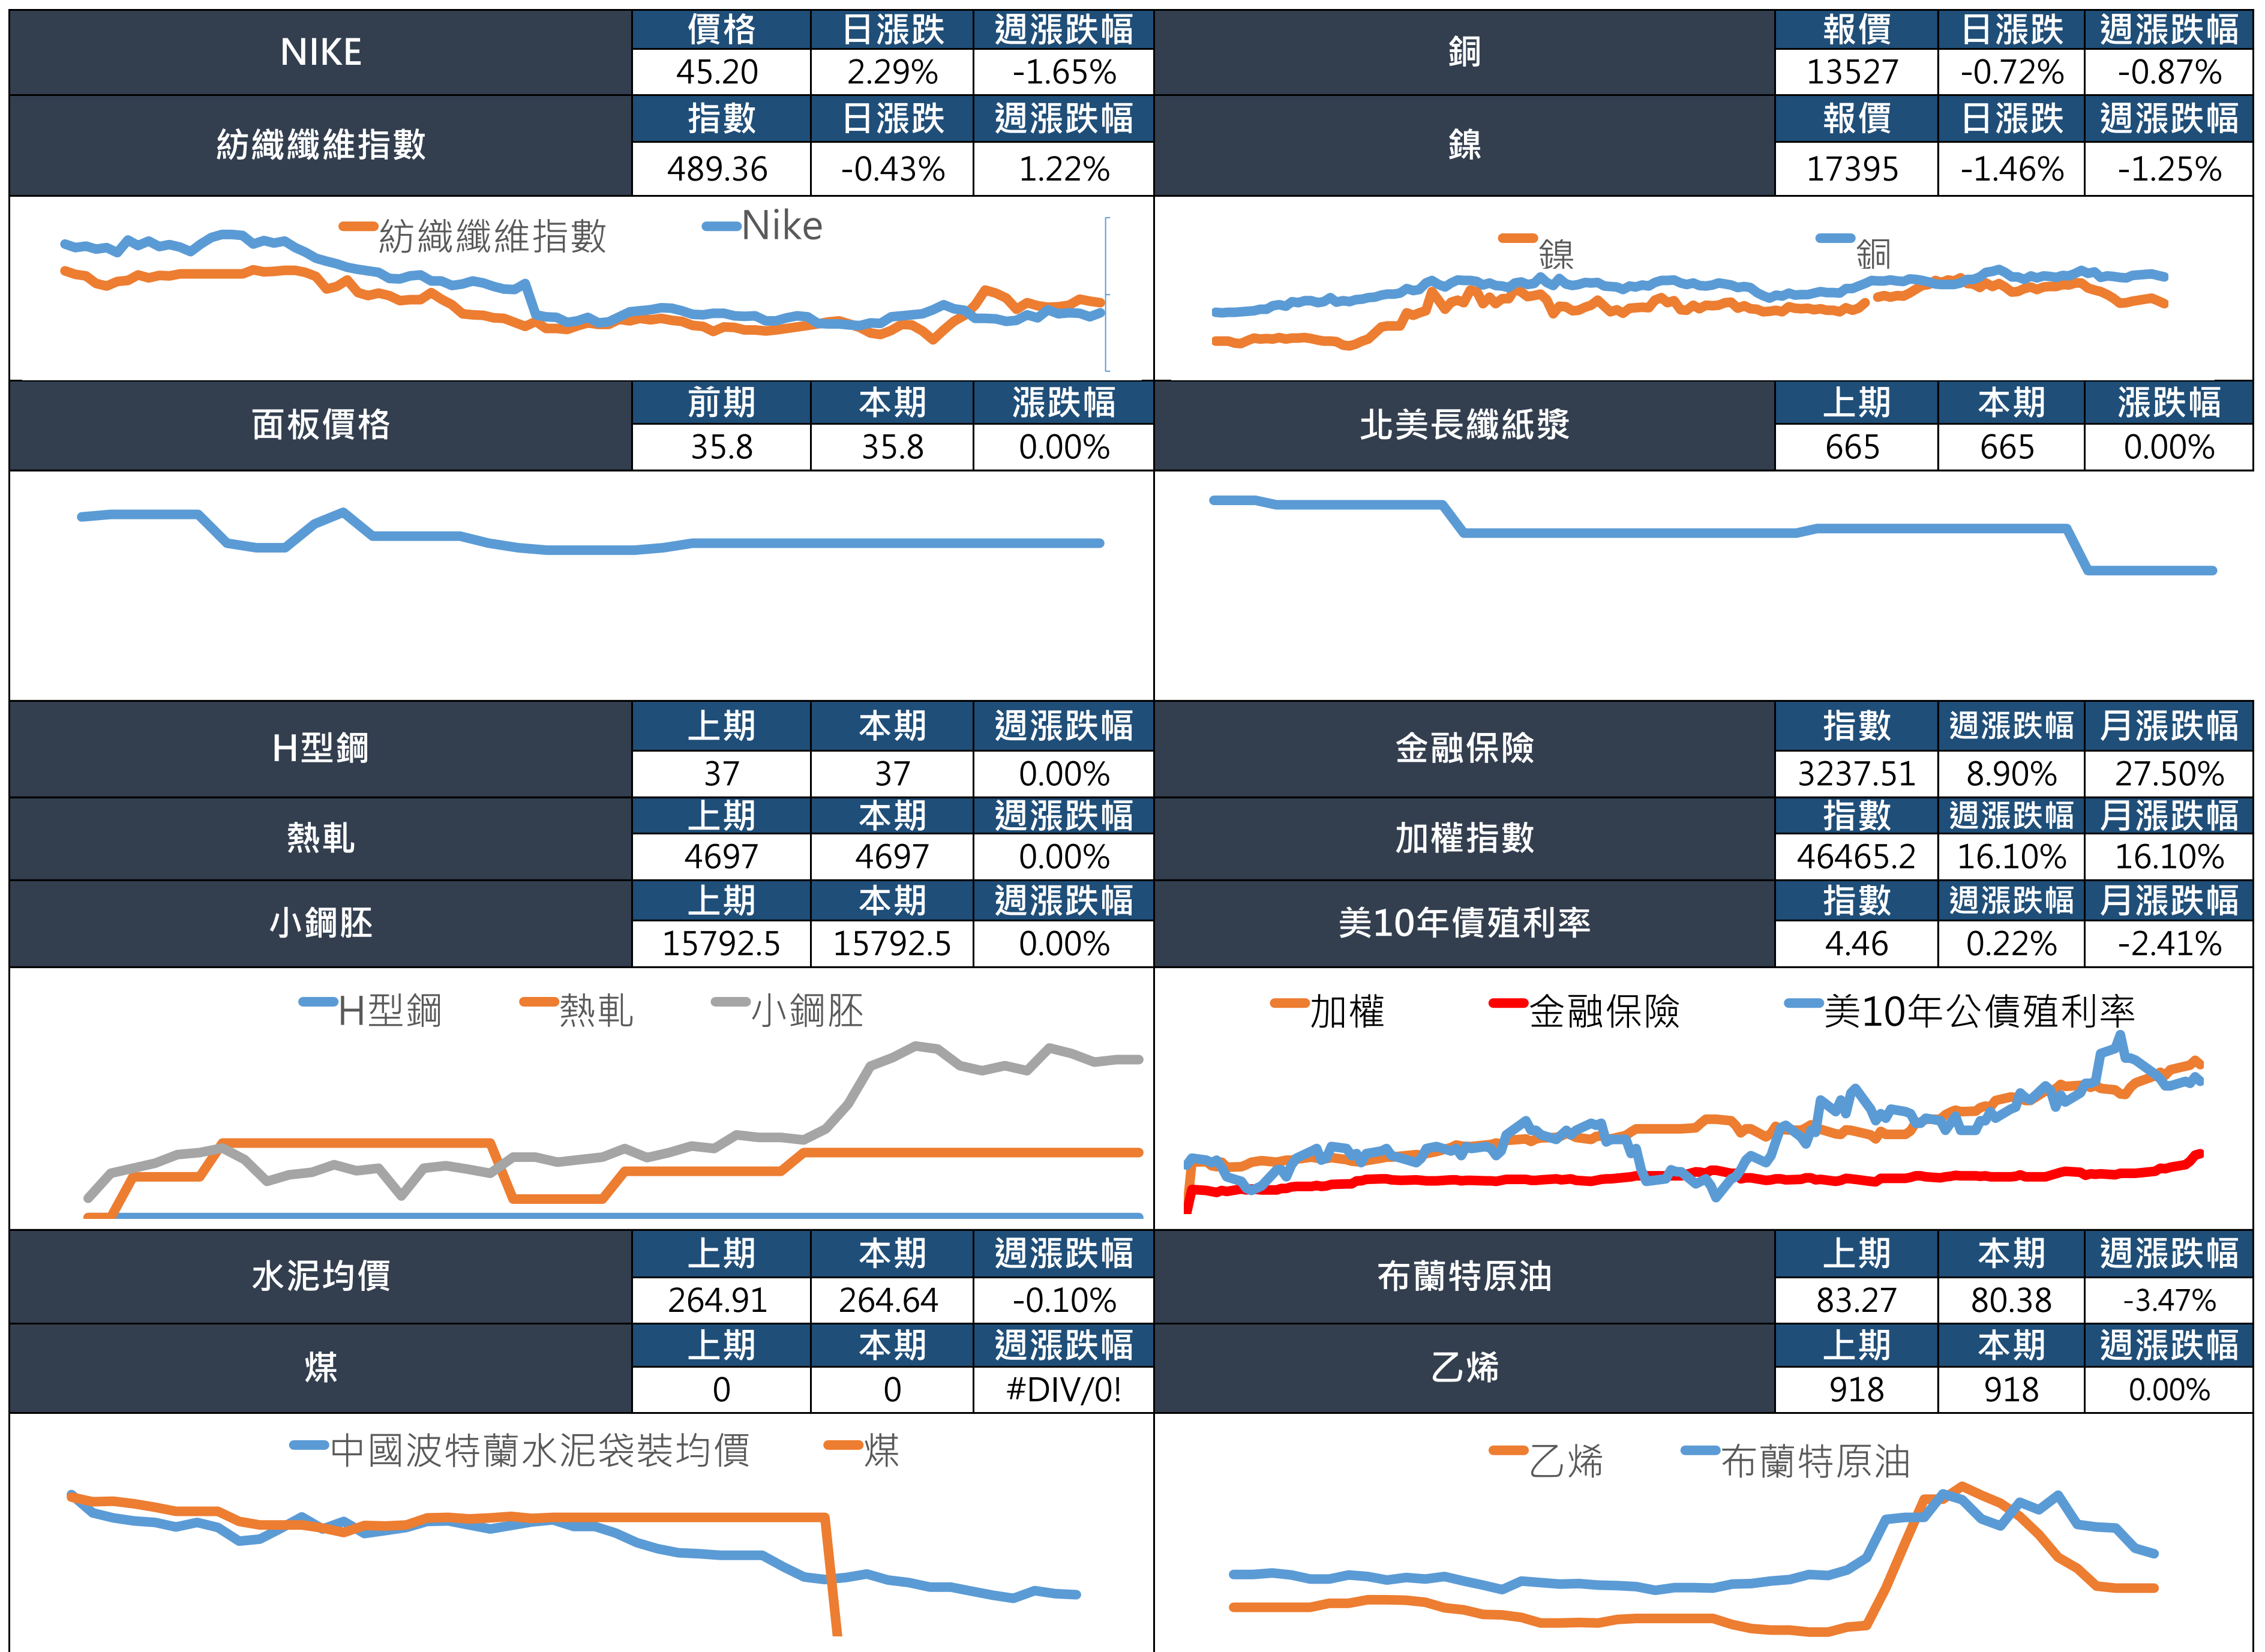 NIKE 價格 日漲跌 週漲跌幅
45.20 2.29% -1.65%
紡織纖維指數 指數 日漲跌 週漲跌幅
489.36 -0.43% 1.22%
銅 報價 日漲跌 週漲跌幅
13527 -0.72% -0.87%
鎳 報價 日漲跌 週漲跌幅
17395 -1.46% -1.25%
紡織纖維指數 Nike
鎳 銅
面板價格 前期 本期 漲跌幅
35.8 35.8 0.00%
北美長纖紙漿 上期 本期 漲跌幅
665 665 0.00%
H型鋼 上期 本期 週漲跌幅
37 37 0.00%
熱軋 上期 本期 週漲跌幅
4697 4697 0.00%
小鋼胚 上期 本期 週漲跌幅
15792.5 15792.5 0.00%
金融保險 指數 週漲跌幅 月漲跌幅
3237.51 8.90% 27.50%
加權指數 指數 週漲跌幅 月漲跌幅
46465.2 16.10% 16.10%
美10年債殖利率 指數 週漲跌幅 月漲跌幅
4.46 0.22% -2.41%
H型鋼 熱軋 小鋼胚
加權 金融保險 美10年公債殖利率
水泥均價 上期 本期 週漲跌幅
264.91 264.64 -0.10%
煤 上期 本期 週漲跌幅
0 0 #DIV/0!
布蘭特原油 上期 本期 週漲跌幅
83.27 80.38 -3.47%
乙烯 上期 本期 週漲跌幅
918 918 0.00%
中國波特蘭水泥袋裝均價 煤
乙烯 布蘭特原油